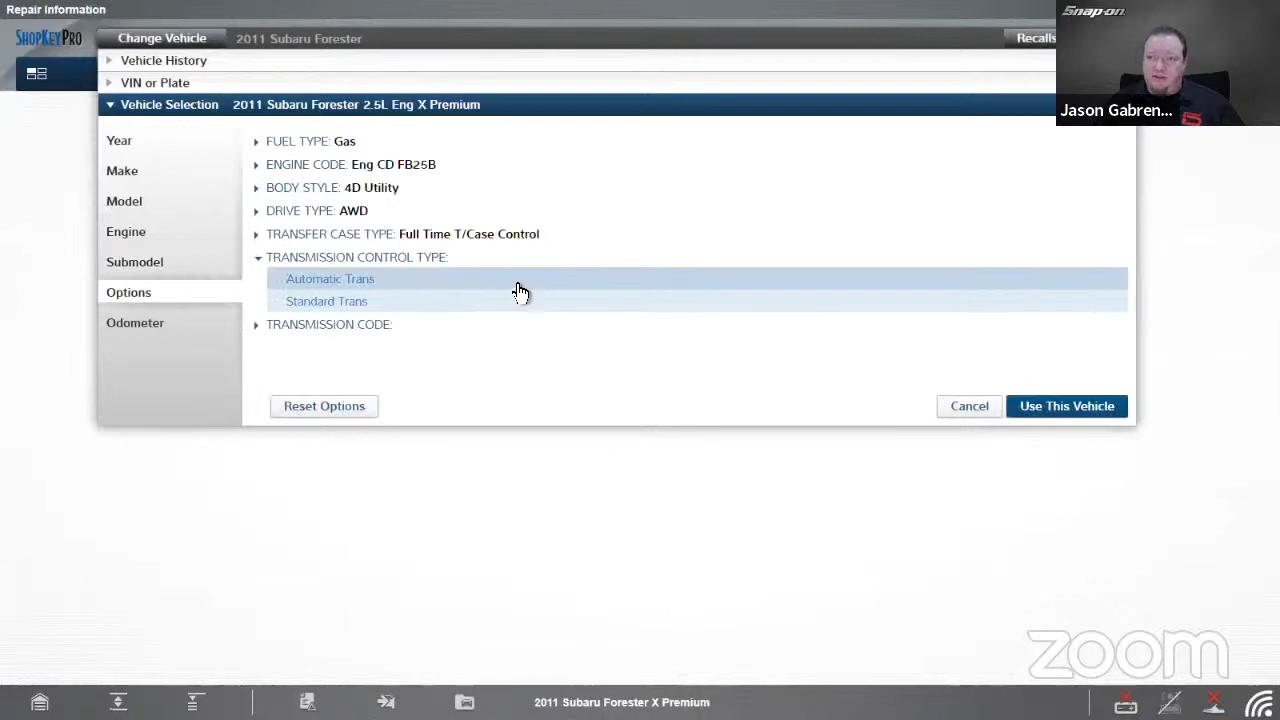 Repair Information
Snap-on
ShopKeyPro
Change Vehicle
2011 Subaru Forester
Recalls
Vehicle History
VIN or Plate
Vehicle Selection 2011 Subaru Forester 2.5L Eng X Premium
Jason Gabren...
Year
Make
Model
Engine
Submodel
Options
Odometer
FUEL TYPE: Gas
ENGINE CODE: Eng CD FB25B
BODY STYLE: 4D Utility
DRIVE TYPE: AWD
TRANSFER CASE TYPE: Full Time T/Case Control
TRANSMISSION CONTROL TYPE:
Automatic Trans
Standard Trans
TRANSMISSION CODE:
Reset Options
Cancel
Use This Vehicle
zoom
2011 Subaru Forester X Premium